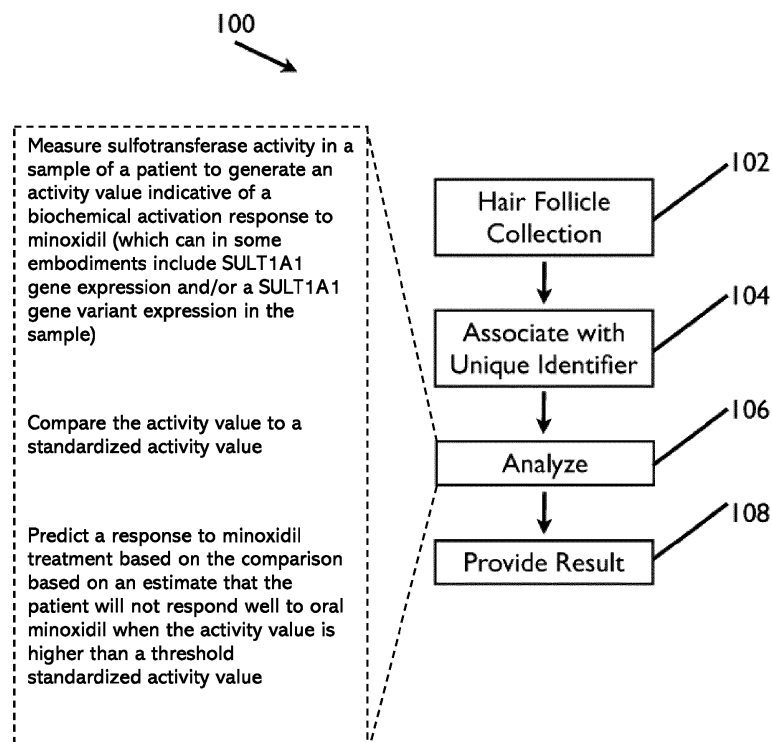 100
Measure sulfotransferase activity in a
sample of a patient to generate an
activity value indicative of a
biochemical activation response to
minoxidil (which can in some
embodiments include SULT1A1
gene expression and/or a SULT1A1
gene variant expression in the
sample)
Compare the activity value to a
standardized activity value
Predict a response to minoxidil
treatment based on the comparison
based on an estimate that the
patient will not respond well to oral
minoxidil when the activity value is
higher than a threshold
standardized activity value
102
Hair Follicle
Collection
104
Associate with
Unique Identifier
106
Analyze
108
Provide Result